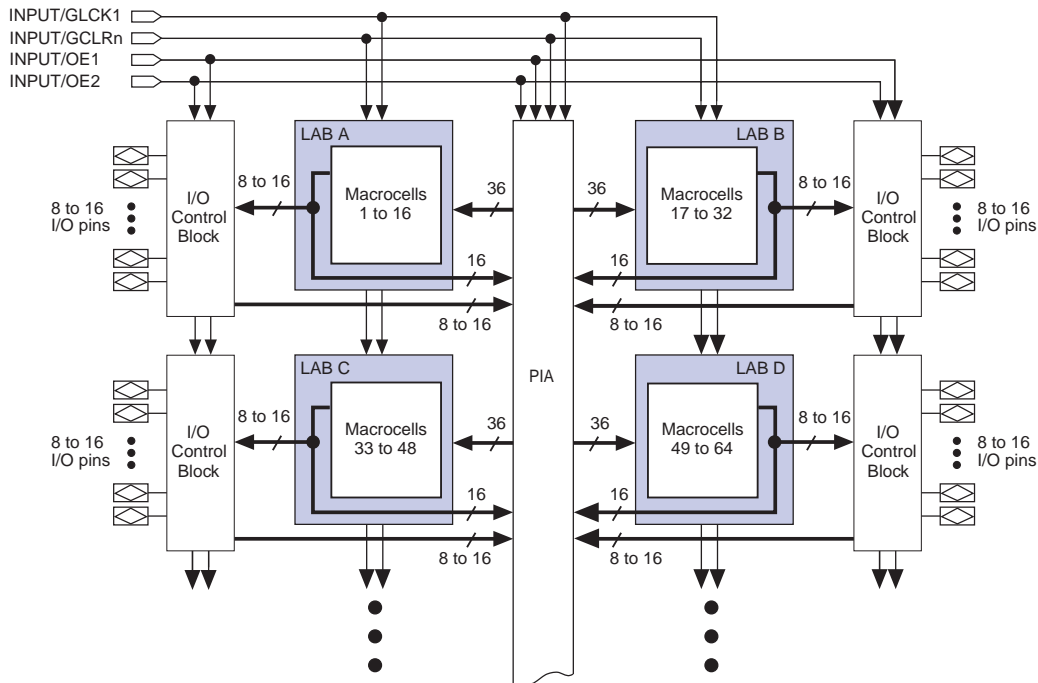 INPUT/GLCK1
INPUT/GCLRn
INPUT/OE1
INPUT/OE2
LAB A
LAB B
8 to 16
I/O pins
I/O
Control
Block
8 to 16
Macrocells
1 to 16
36
36
Macrocells
17 to 32
8 to 16
I/O
Control
Block
8 to 16
I/O pins
16
16
8 to 16
8 to 16
PIA
LAB C
LAB D
8 to 16
I/O pins
I/O
Control
Block
8 to 16
Macrocells
33 to 48
36
36
Macrocells
49 to 64
8 to 16
I/O
Control
Block
8 to 16
I/O pins
16
16
8 to 16
8 to 16